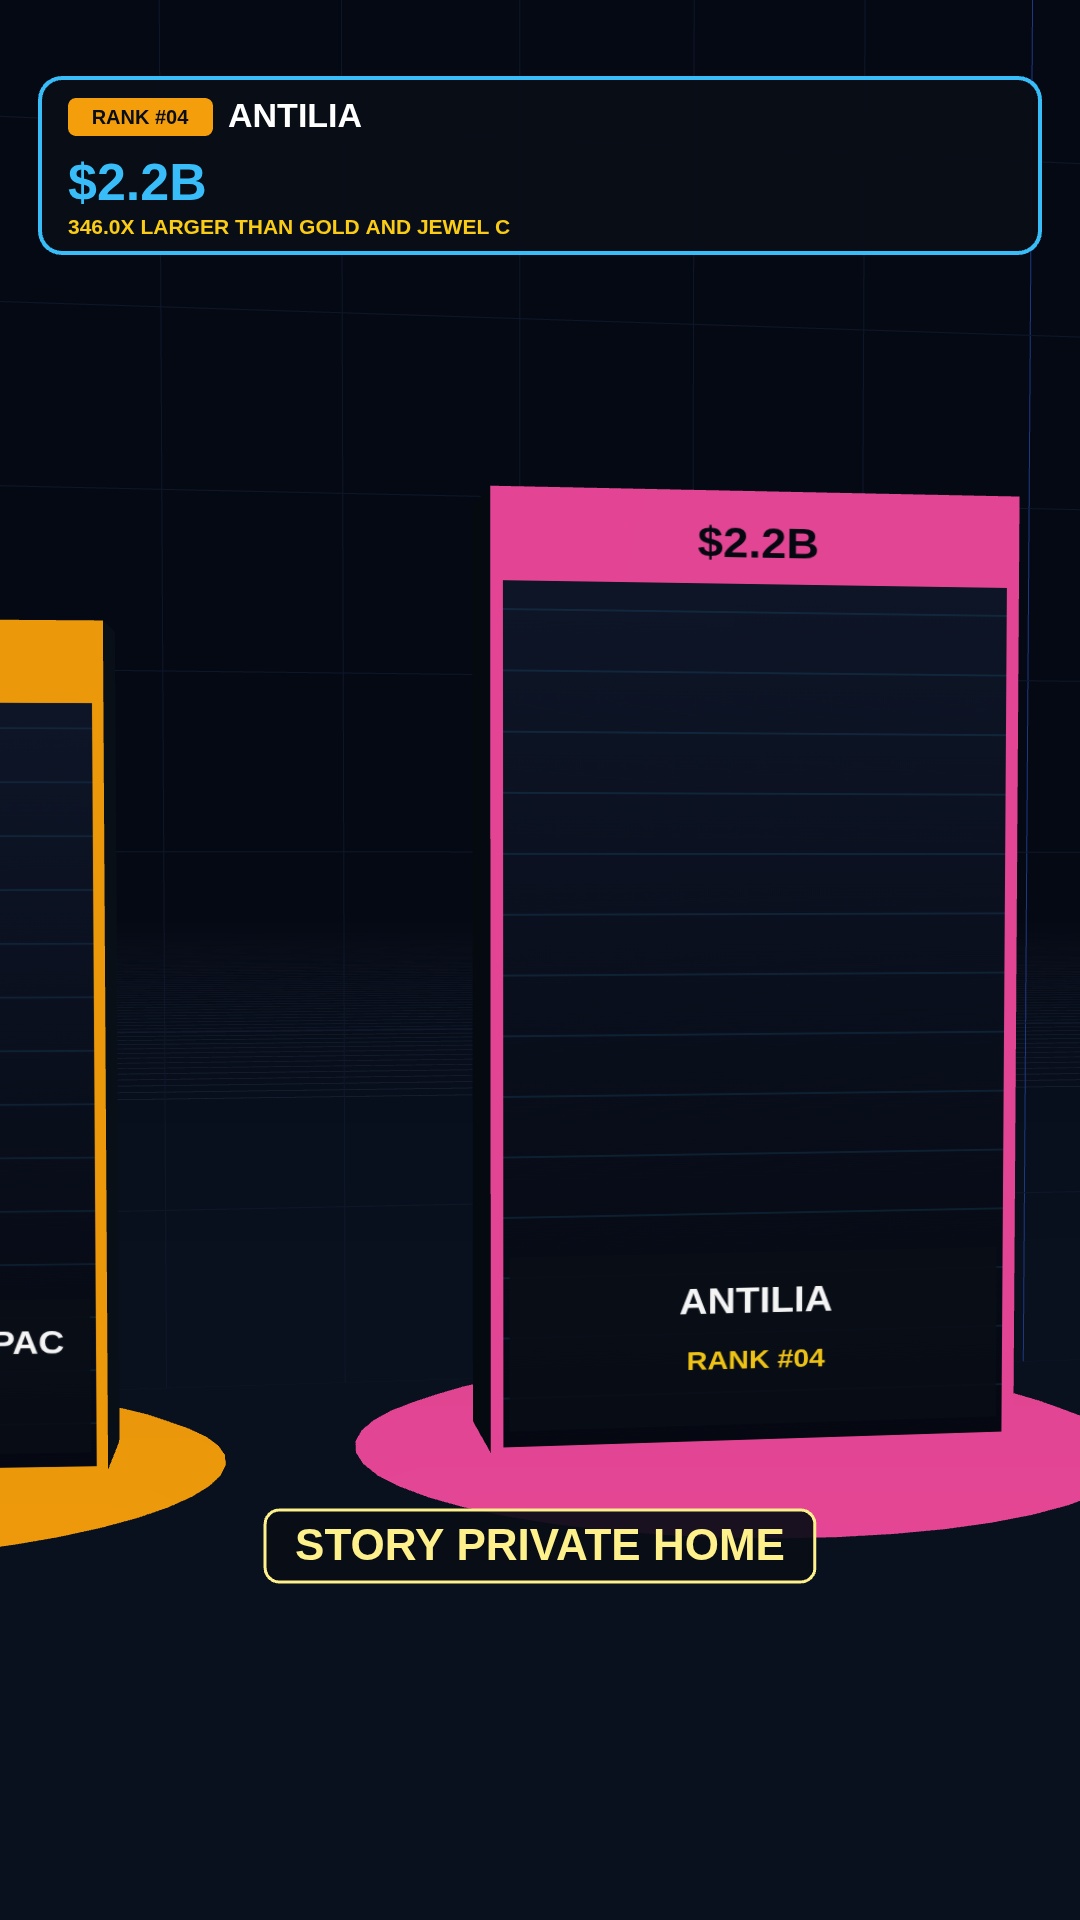 RANK #04 ANTILIA
$2.2B
346.0X LARGER THAN GOLD AND JEWEL C
$2.2B
PAC
ANTILIA
RANK #04
STORY PRIVATE HOME